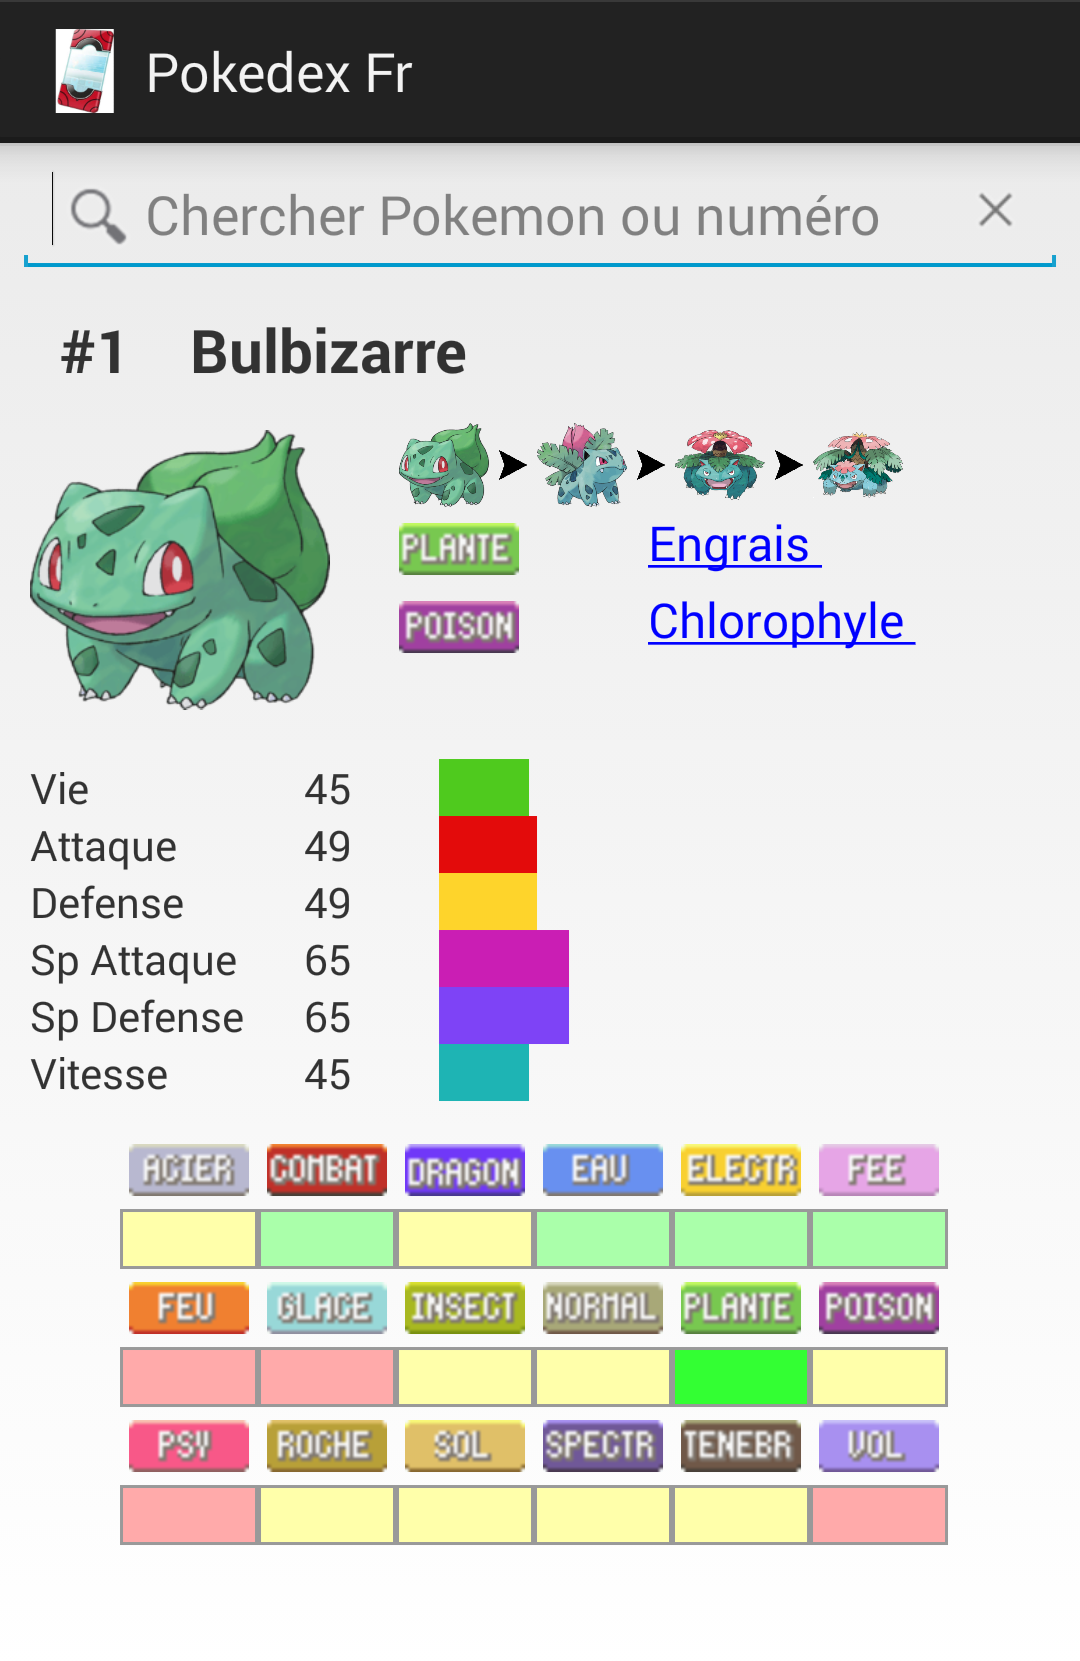 Pokedex Fr
Chercher Pokemon ou numéro
#1 Bulbizarre
PLANTE Engrais
POISON Chlorophyle
Vie 45
Attaque 49
Defense 49
Sp Attaque 65
Sp Defense 65
Vitesse 45
ACIER COMBAT DRAGON EAU ELECTR FEE
FEU GLACE INSECT NORMAL PLANTE POISON
PSY ROCHE SOL SPECTR TENEBR VOL